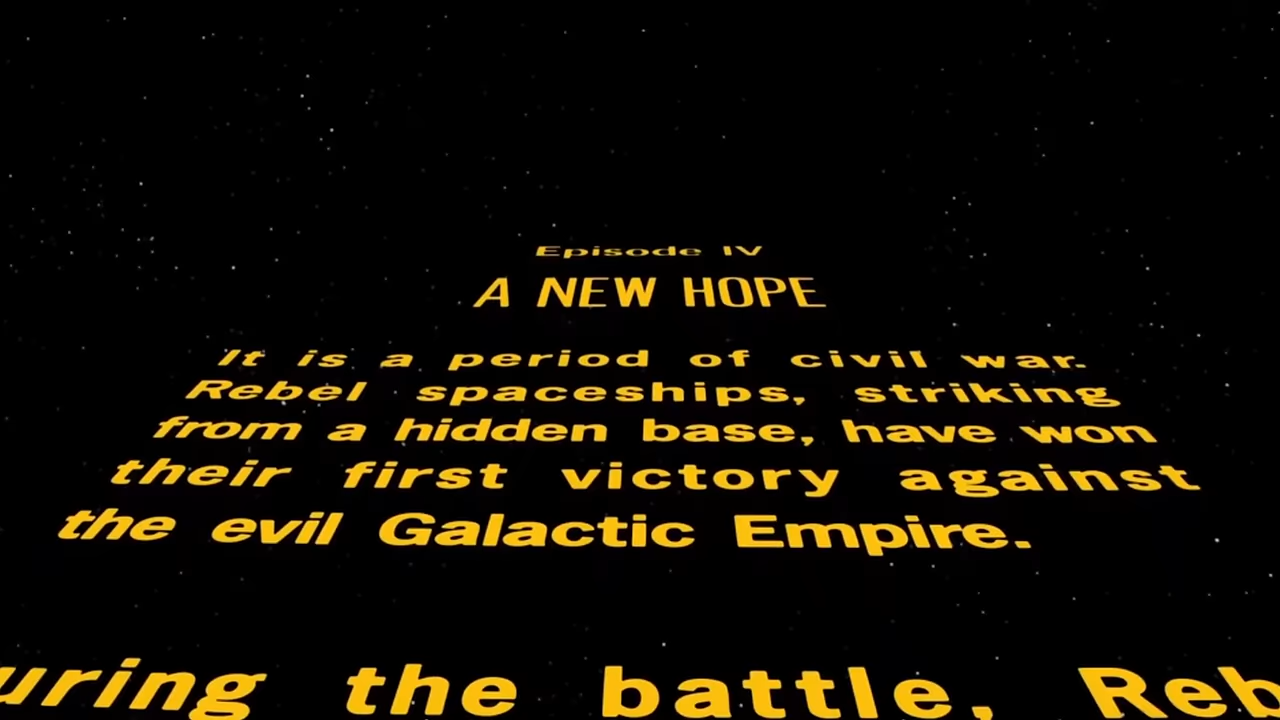 Episode IV
A NEW HOPE
It is a period of civil war.
Rebel spaceships, striking
from a hidden base, have won
their first victory against
the evil Galactic Empire.
uring the battle, Reb